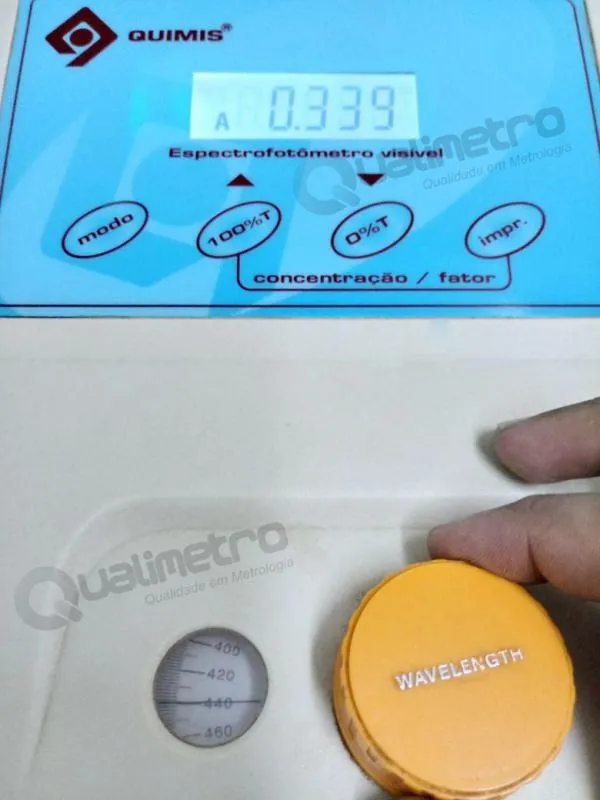 QUIMIS®
A 0.339
Espectrofotômetro visível
Qualimetro
Qualidade em Metrologia
modo
100%T
0%T
impr.
concentração / fator
Qualimetro
Qualidade em Metrologia
WAVELENGTH
400
420
440
460